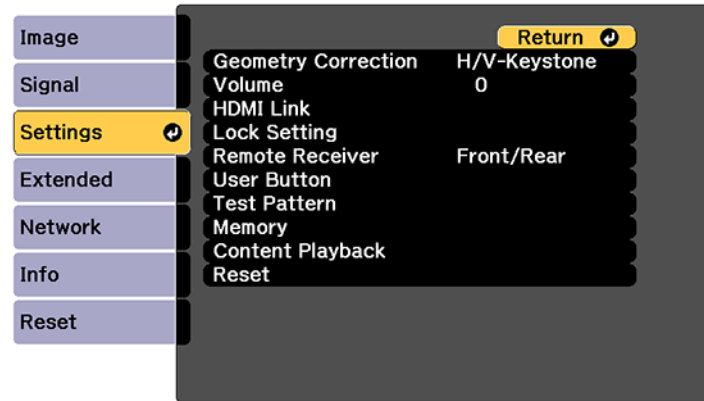 Image
Signal
Settings
Extended
Network
Info
Reset
Return
Geometry Correction H/V-Keystone
Volume 0
HDMI Link
Lock Setting
Remote Receiver Front/Rear
User Button
Test Pattern
Memory
Content Playback
Reset